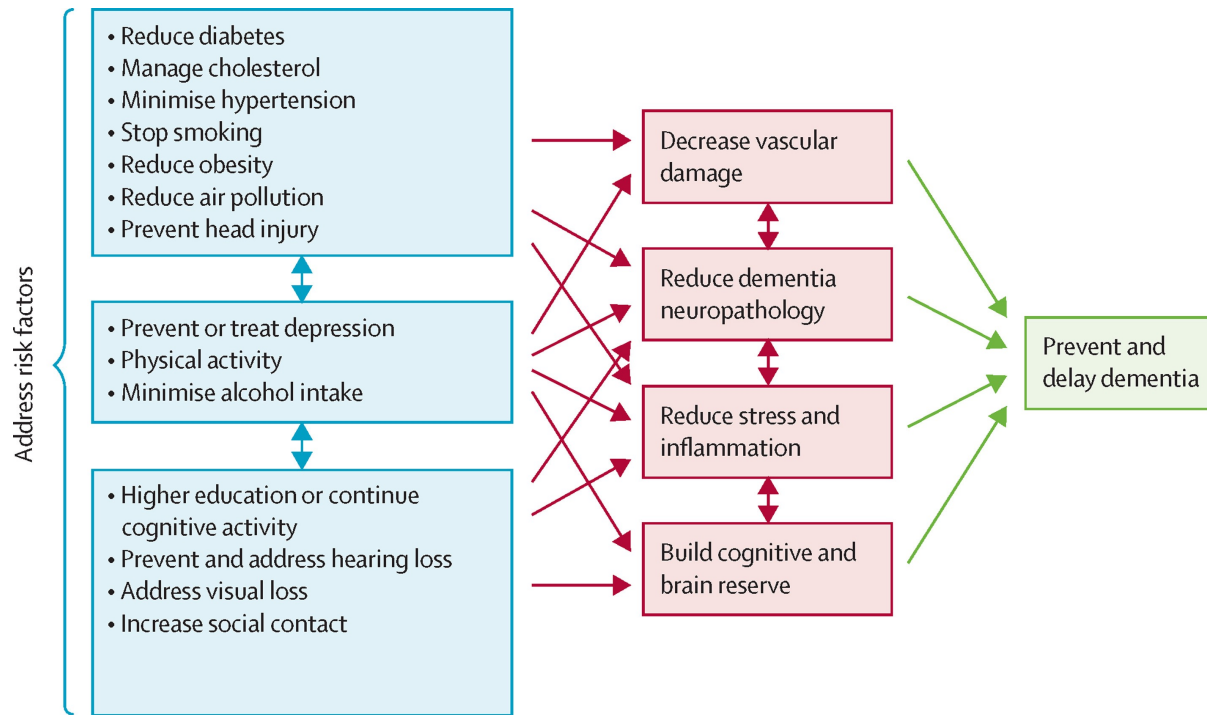 Address risk factors
• Reduce diabetes
• Manage cholesterol
• Minimise hypertension
• Stop smoking
• Reduce obesity
• Reduce air pollution
• Prevent head injury
• Prevent or treat depression
• Physical activity
• Minimise alcohol intake
• Higher education or continue
cognitive activity
• Prevent and address hearing loss
• Address visual loss
• Increase social contact
Decrease vascular
damage
Reduce dementia
neuropathology
Reduce stress and
inflammation
Build cognitive and
brain reserve
Prevent and
delay dementia